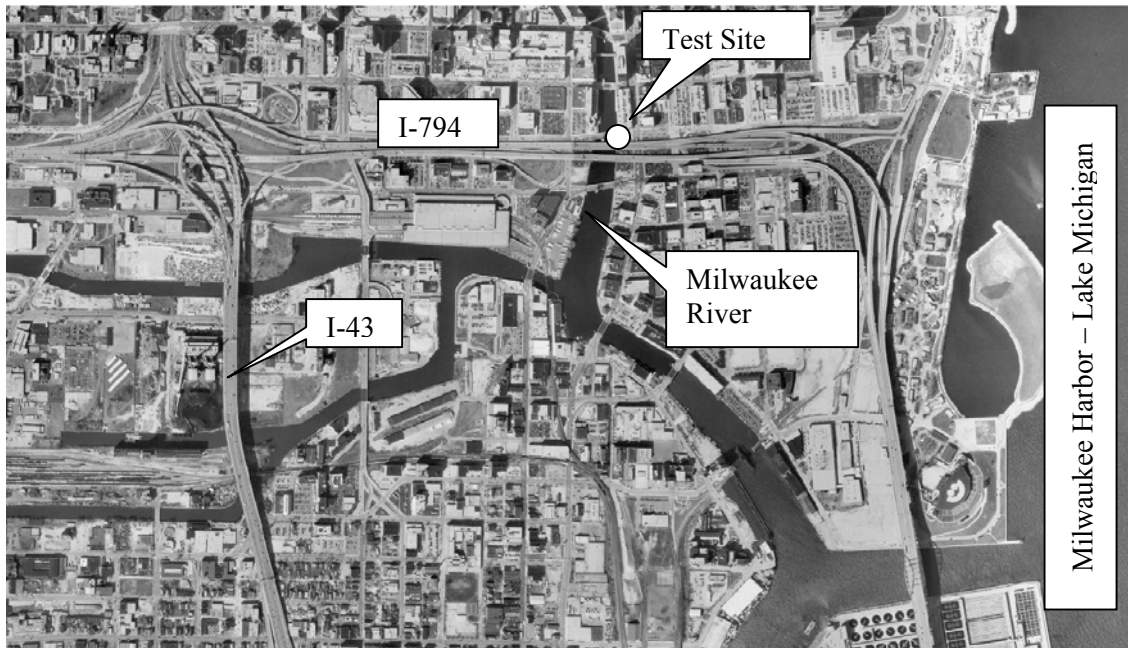 Test Site
I-794
Milwaukee
River
I-43
Milwaukee Harbor – Lake Michigan